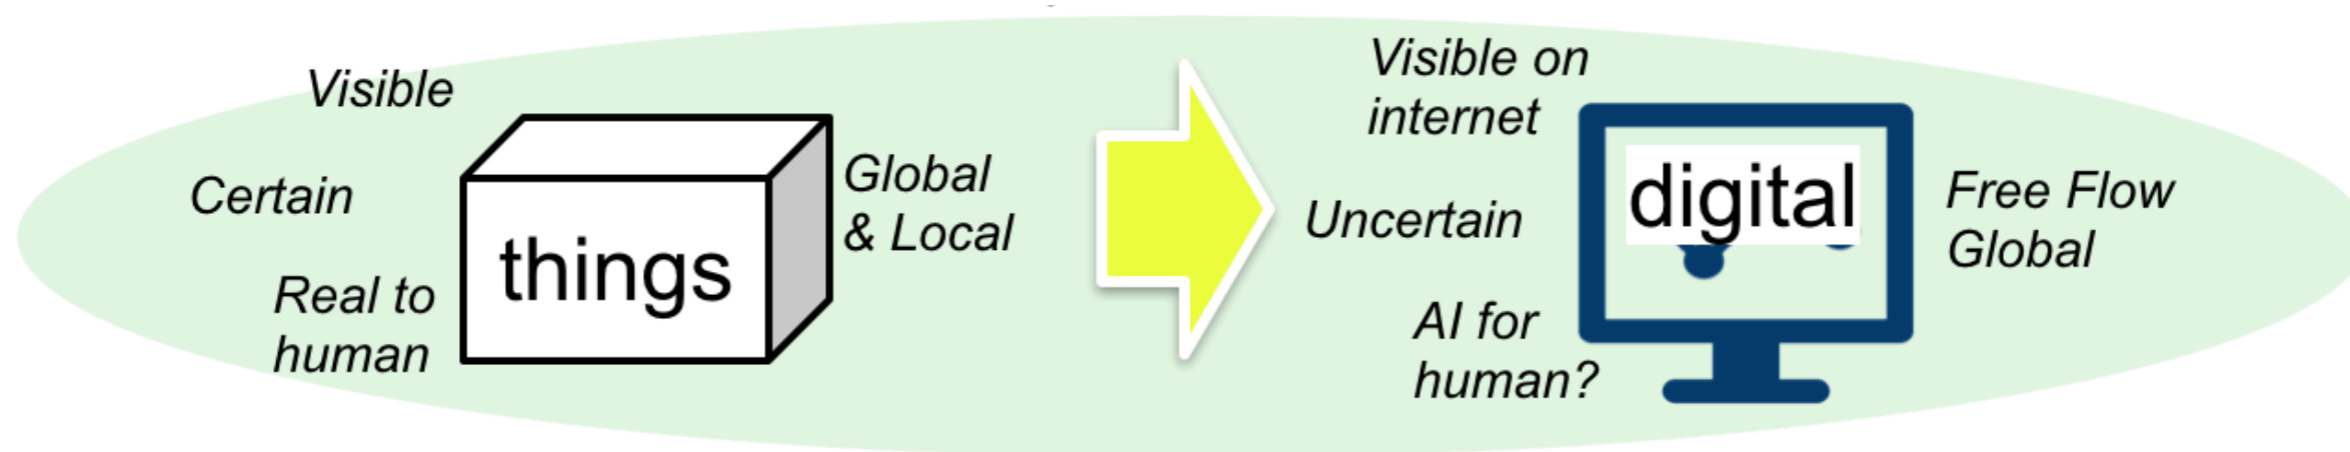 Visible
Certain
Real to
human
things
Global
& Local
Visible on
internet
Uncertain
AI for
human?
digital
Free Flow
Global